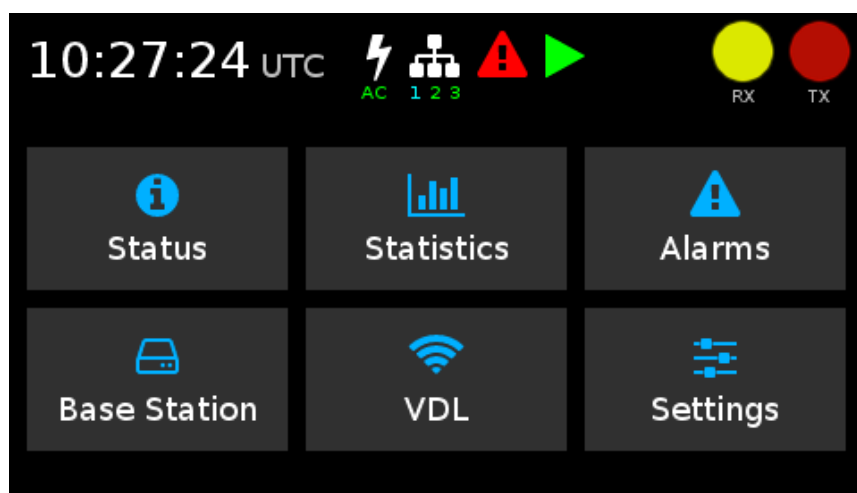 10:27:24 UTC
AC 1 2 3
RX TX
Status Statistics Alarms
Base Station VDL Settings